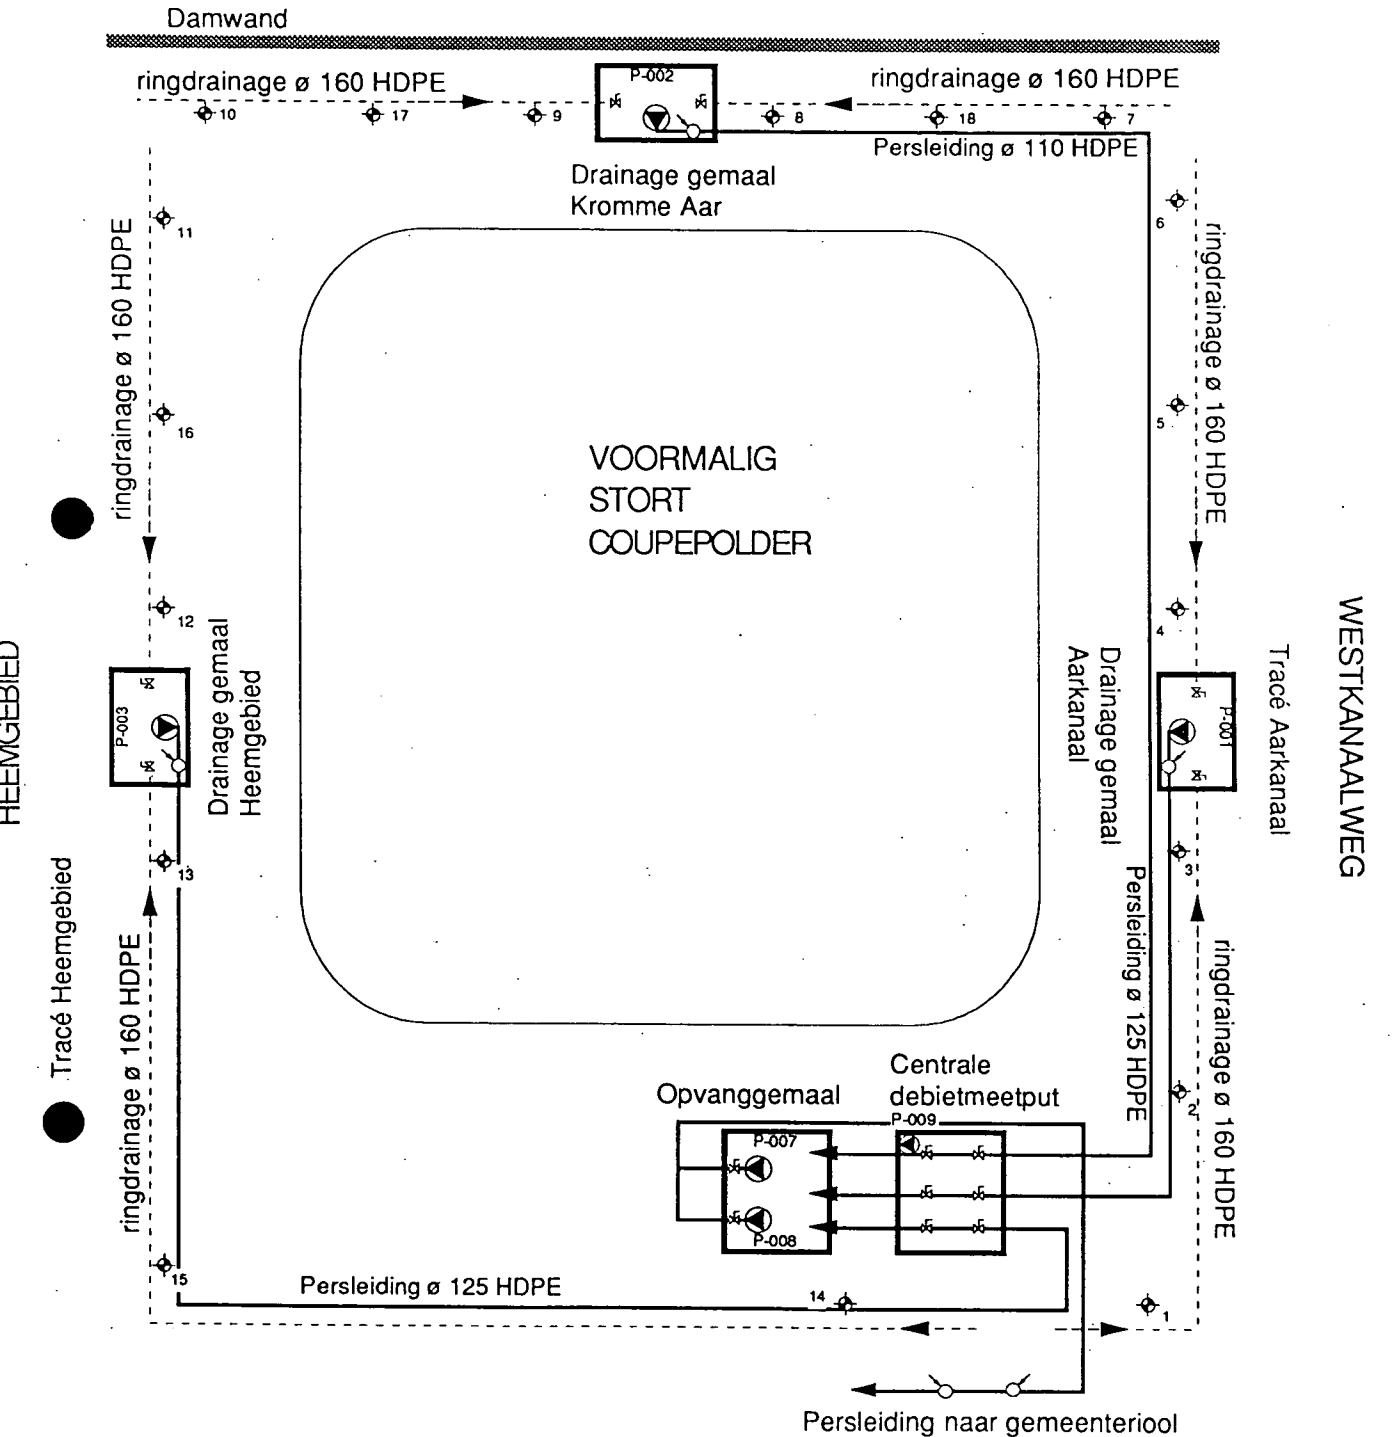 Damwand
ringdrainage ø 160 HDPE
P-002
ringdrainage ø 160 HDPE
10
17
9
8
18
7
Persleiding ø 110 HDPE
Drainage gemaal
Kromme Aar
11
6
ringdrainage ø 160 HDPE
ringdrainage ø 160 HDPE
16
5
VOORMALIG
STORT
COUPEPOLDER
12
4
HEEMGEBIED
P-003
Drainage gemaal
Heemgebied
Drainage gemaal
Aarkanaal
P-001
Tracé Aarkanaal
WESTKANAALWEG
13
3
Tracé Heemgebied
ringdrainage ø 160 HDPE
Persleiding ø 125 HDPE
ringdrainage ø 160 HDPE
2
Opvanggemaal
Centrale
debietmeetput
P-009
P-007
P-008
15
Persleiding ø 125 HDPE
14
1
Persleiding naar gemeenteriool